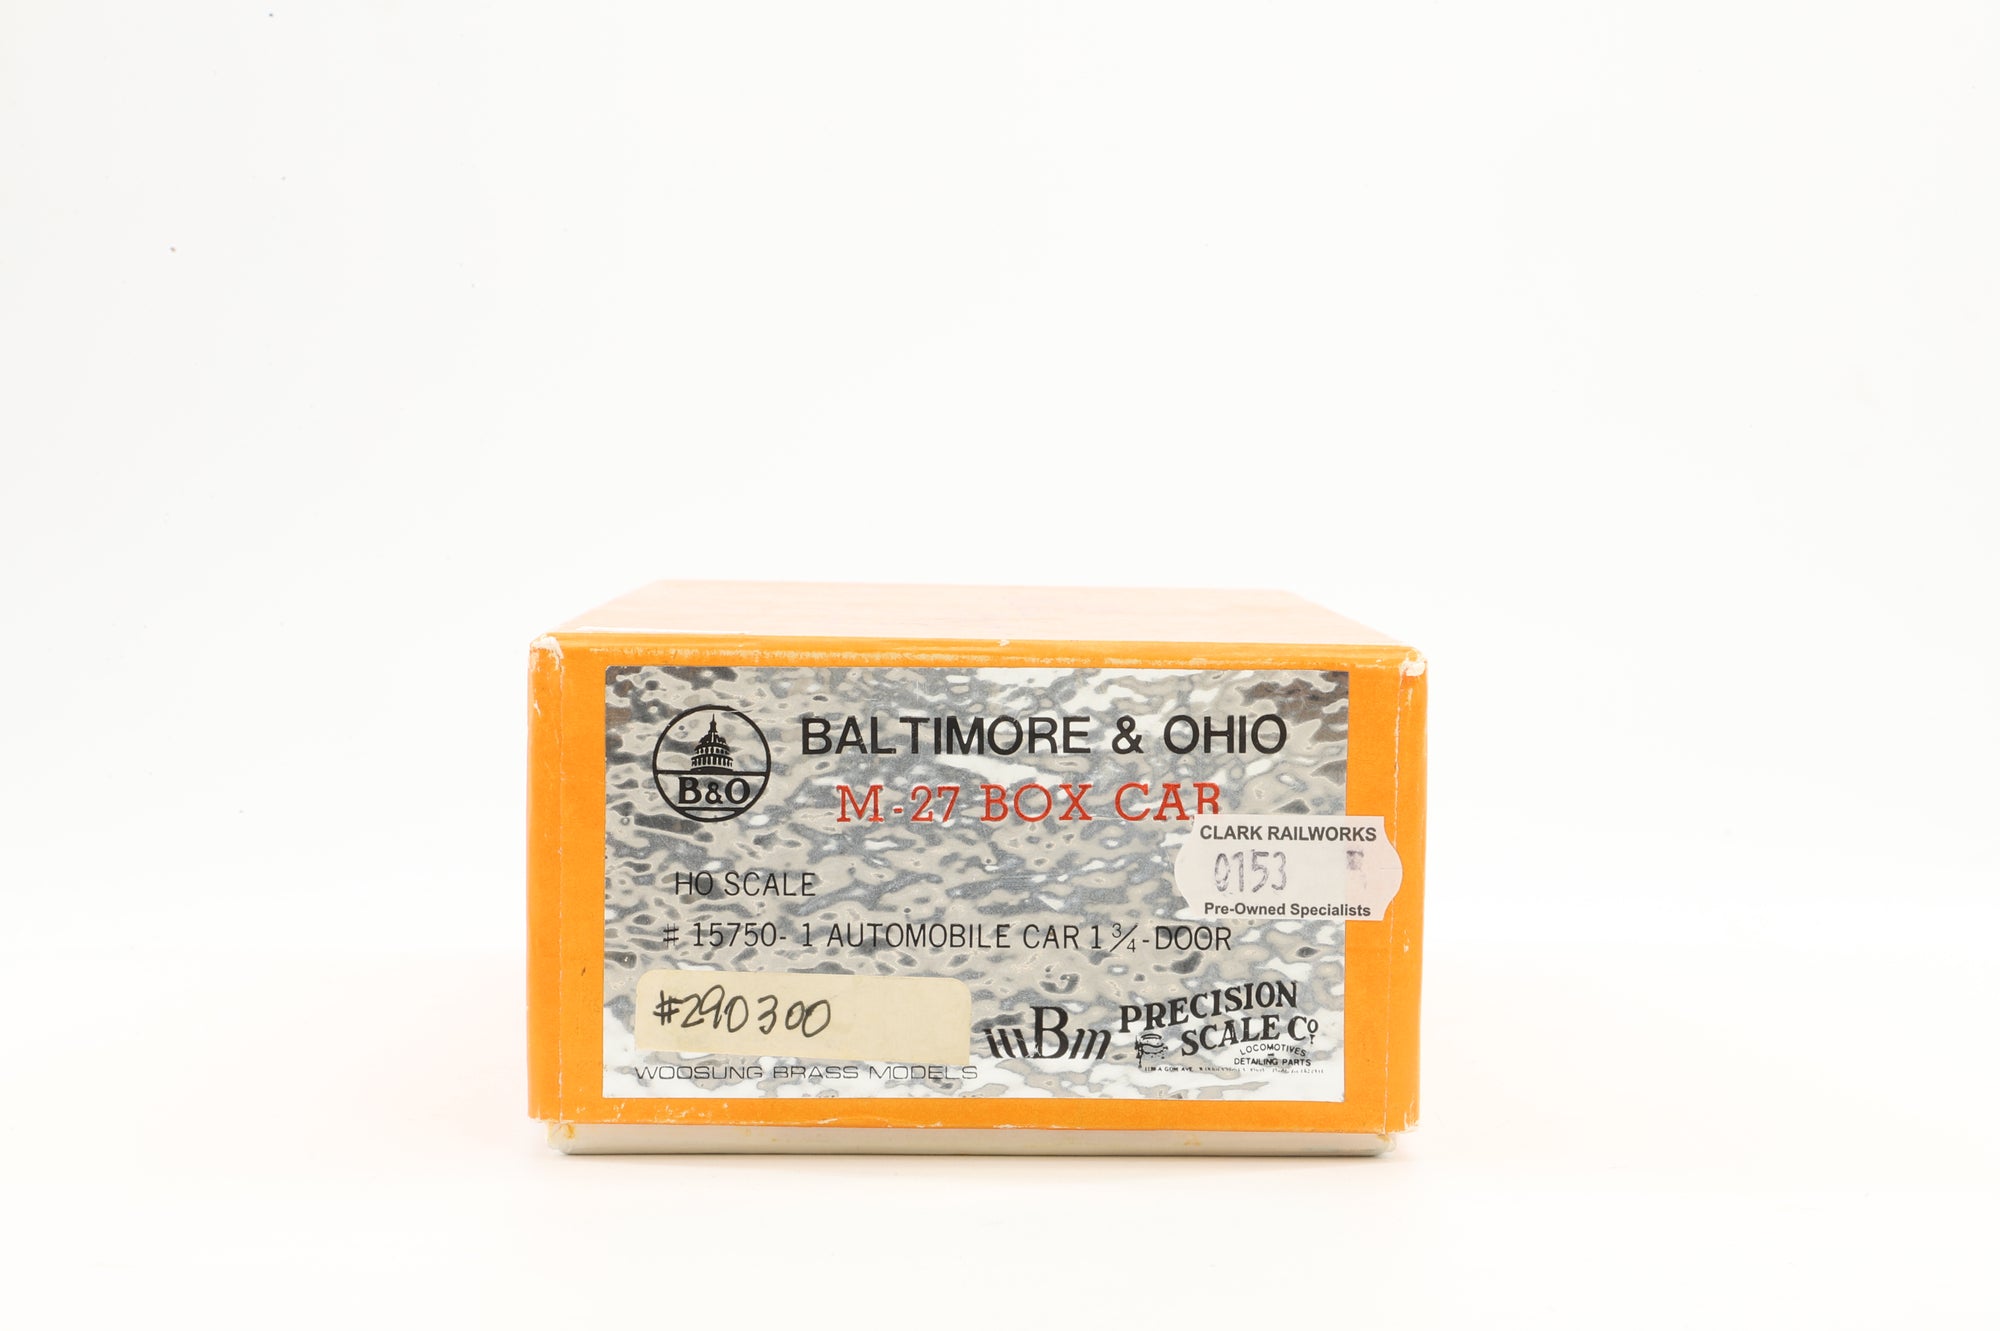 BALTIMORE & OHIO
B&O
M-27 BOX CAR
CLARK RAILWORKS
0153
Pre-Owned Specialists
HO SCALE
# 15750-1 AUTOMOBILE CAR 1 3/4-DOOR
#290300
WOOSUNG BRASS MODELS
PRECISION
SCALE Co
LOCOMOTIVES
DETAILING PARTS